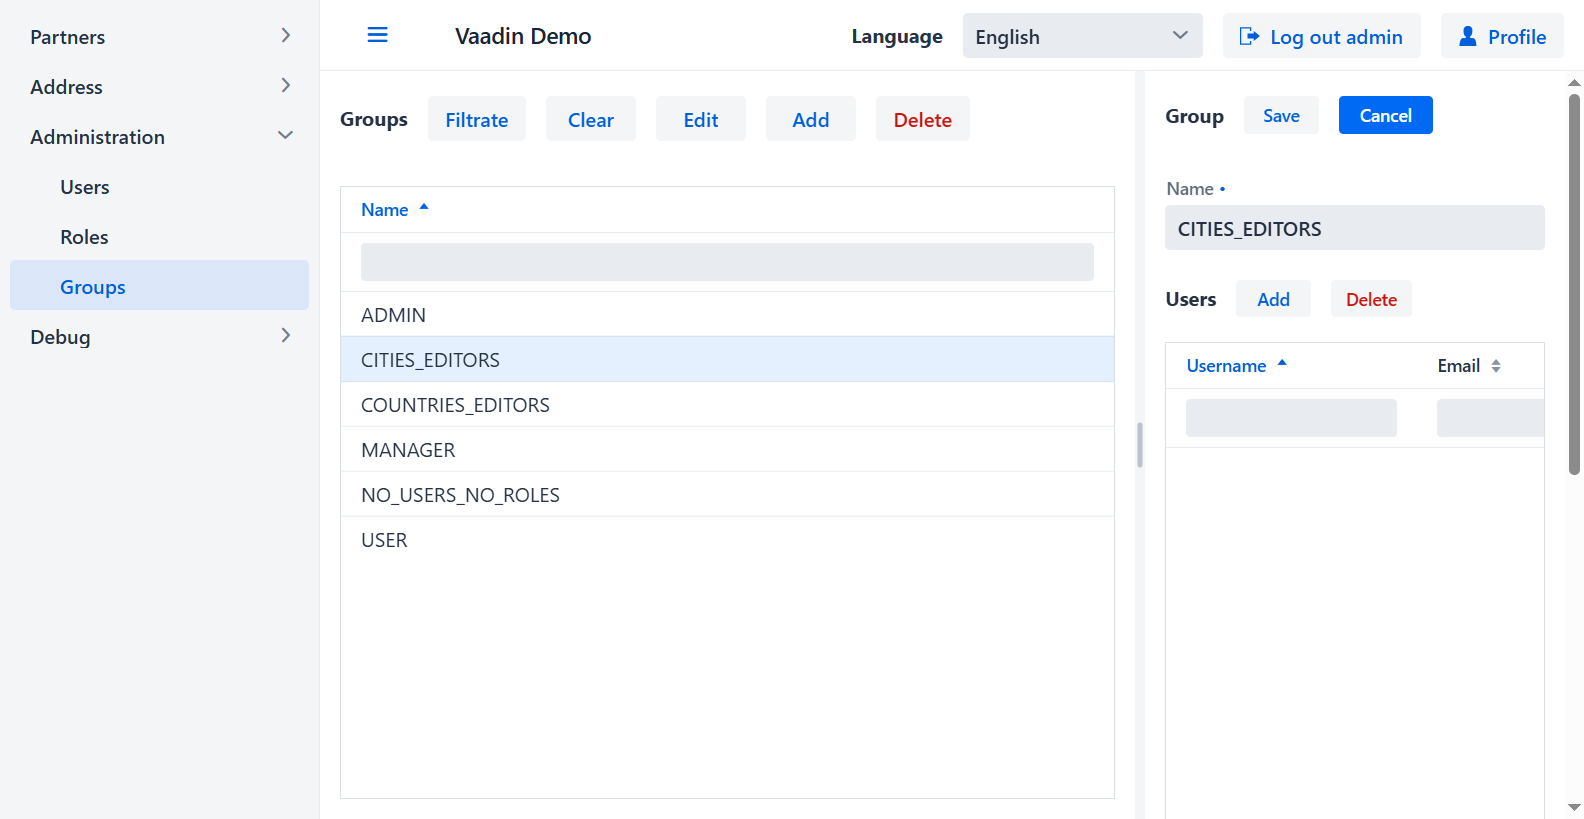 Partners
Address
Administration
Users
Roles
Groups
Debug
Vaadin Demo
Language
English
Log out admin
Profile
Groups
Filtrate
Clear
Edit
Add
Delete
Name
ADMIN
CITIES_EDITORS
COUNTRIES_EDITORS
MANAGER
NO_USERS_NO_ROLES
USER
Group
Save
Cancel
Name •
CITIES_EDITORS
Users
Add
Delete
Username
Email